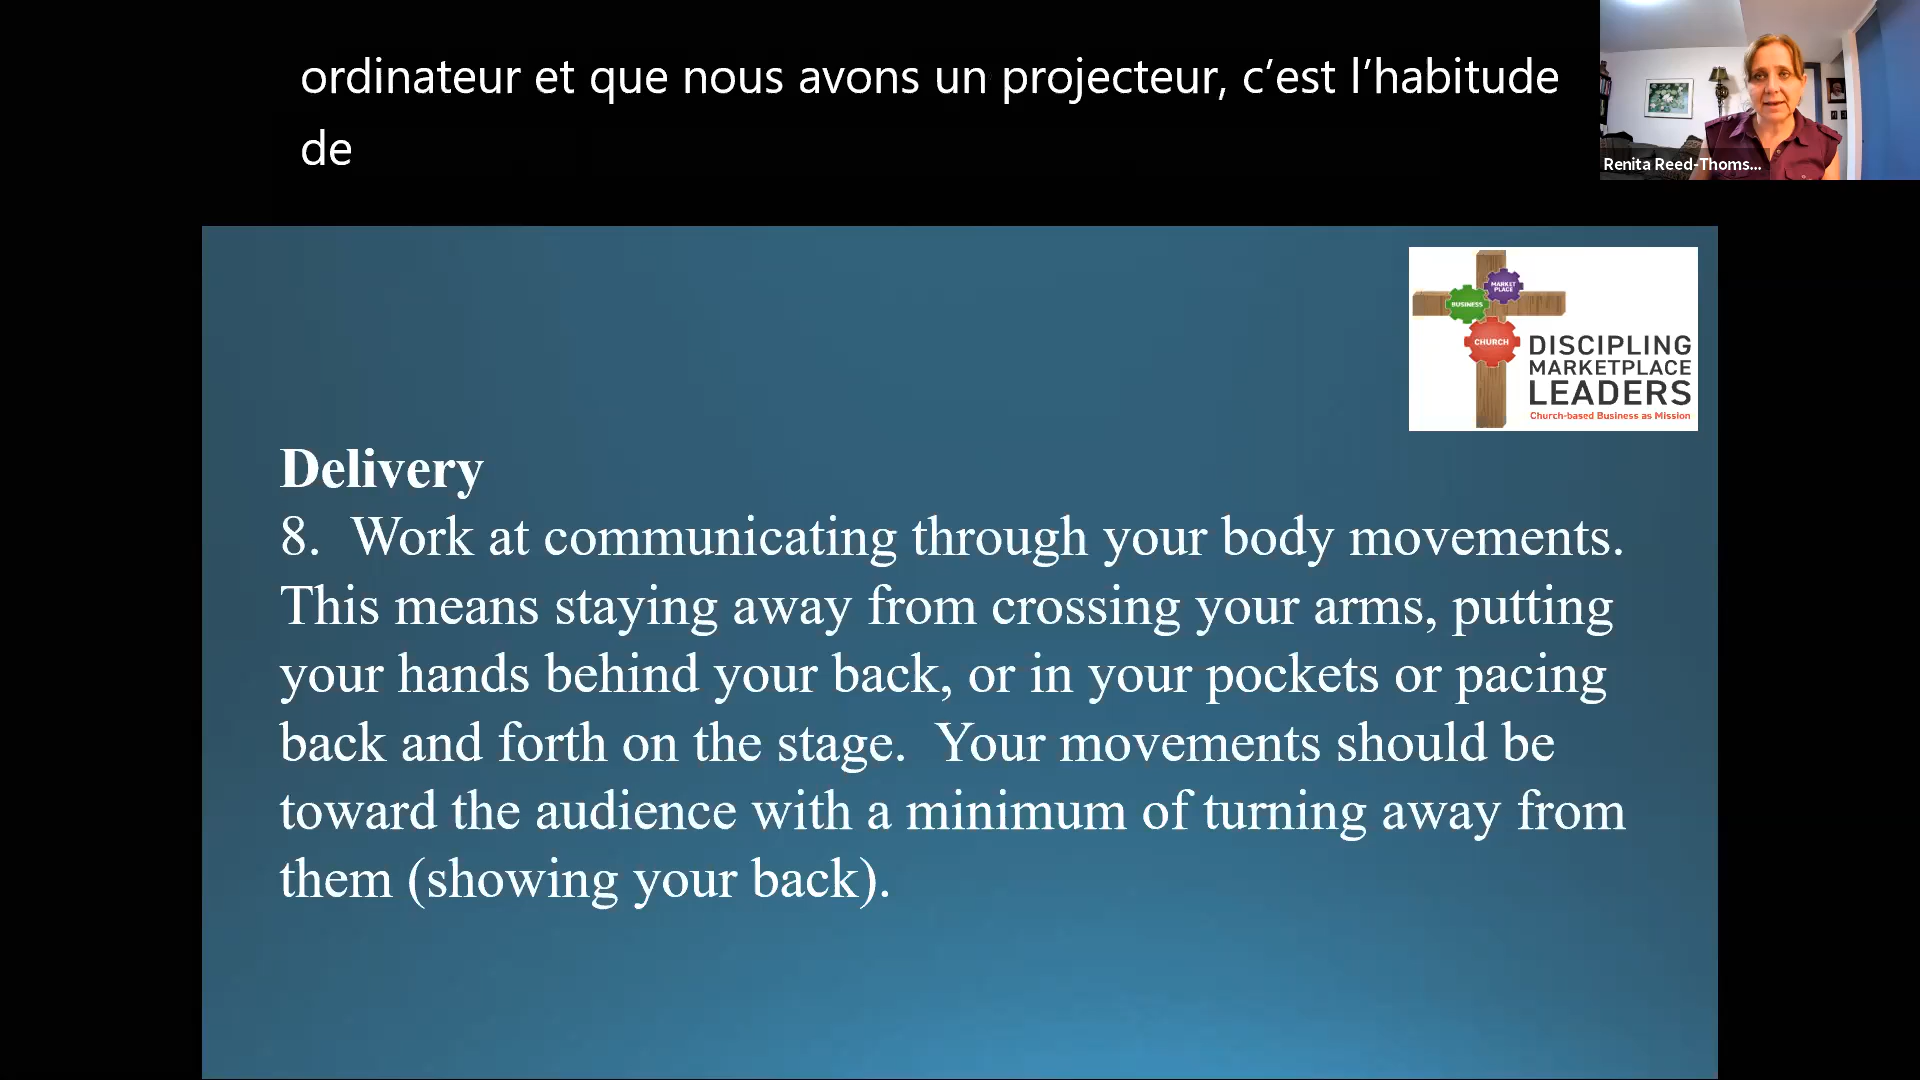 ordinateur et que nous avons un projecteur, c’est l’habitude
de
Renita Reed-Thoms...
MARKET
PLACE
BUSINESS
CHURCH
DISCIPLING
MARKETPLACE
LEADERS
Church-based Business as Mission
Delivery
8. Work at communicating through your body movements.
This means staying away from crossing your arms, putting
your hands behind your back, or in your pockets or pacing
back and forth on the stage. Your movements should be
toward the audience with a minimum of turning away from
them (showing your back).